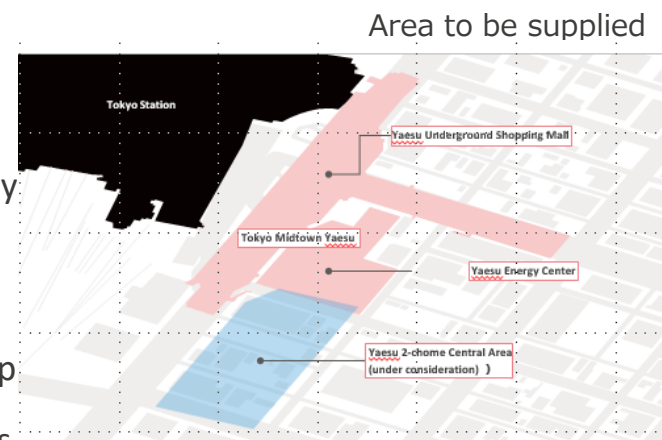 Area to be supplied
Tokyo Station
Yaesu Underground Shopping Mall
y
Tokyo Midtown Yaesu
Yaesu Energy Center
Yaesu 2-chome Central Area
(under consideration) )
p
s